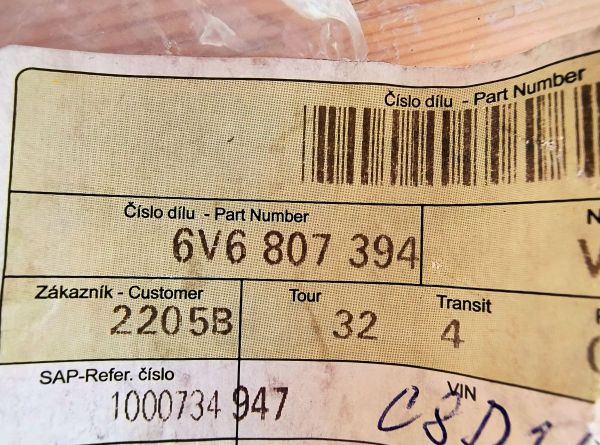 Číslo dílu - Part Number
Číslo dílu - Part Number
6V6 807 394
Zákazník - Customer Tour Transit
2205B 32 4
SAP-Refer. číslo VIN
1000734 947